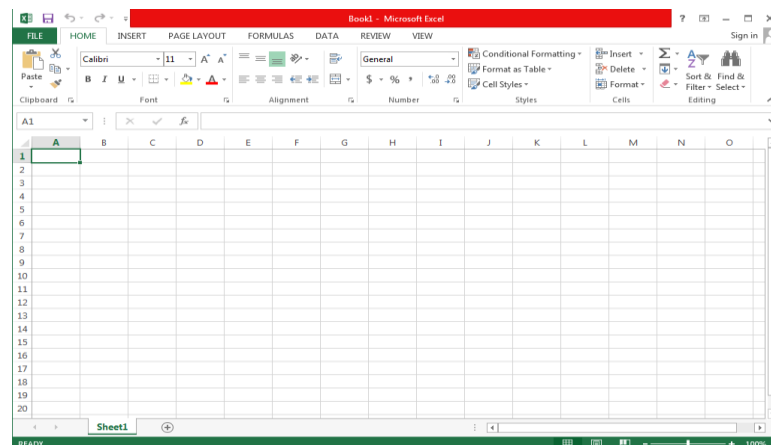 Book1 - Microsoft Excel
?
FILE HOME INSERT PAGE LAYOUT FORMULAS DATA REVIEW VIEW Sign in
Paste
Calibri 11 A A
B I U A
General
$ % , .0 .00
Conditional Formatting
Format as Table
Cell Styles
Insert
Delete
Format
Σ
Sort & Filter
Find & Select
Clipboard Font Alignment Number Styles Cells Editing
A1 fx
A B C D E F G H I J K L M N O
1
2
3
4
5
6
7
8
9
10
11
12
13
14
15
16
17
18
19
20
Sheet1
READY 100%